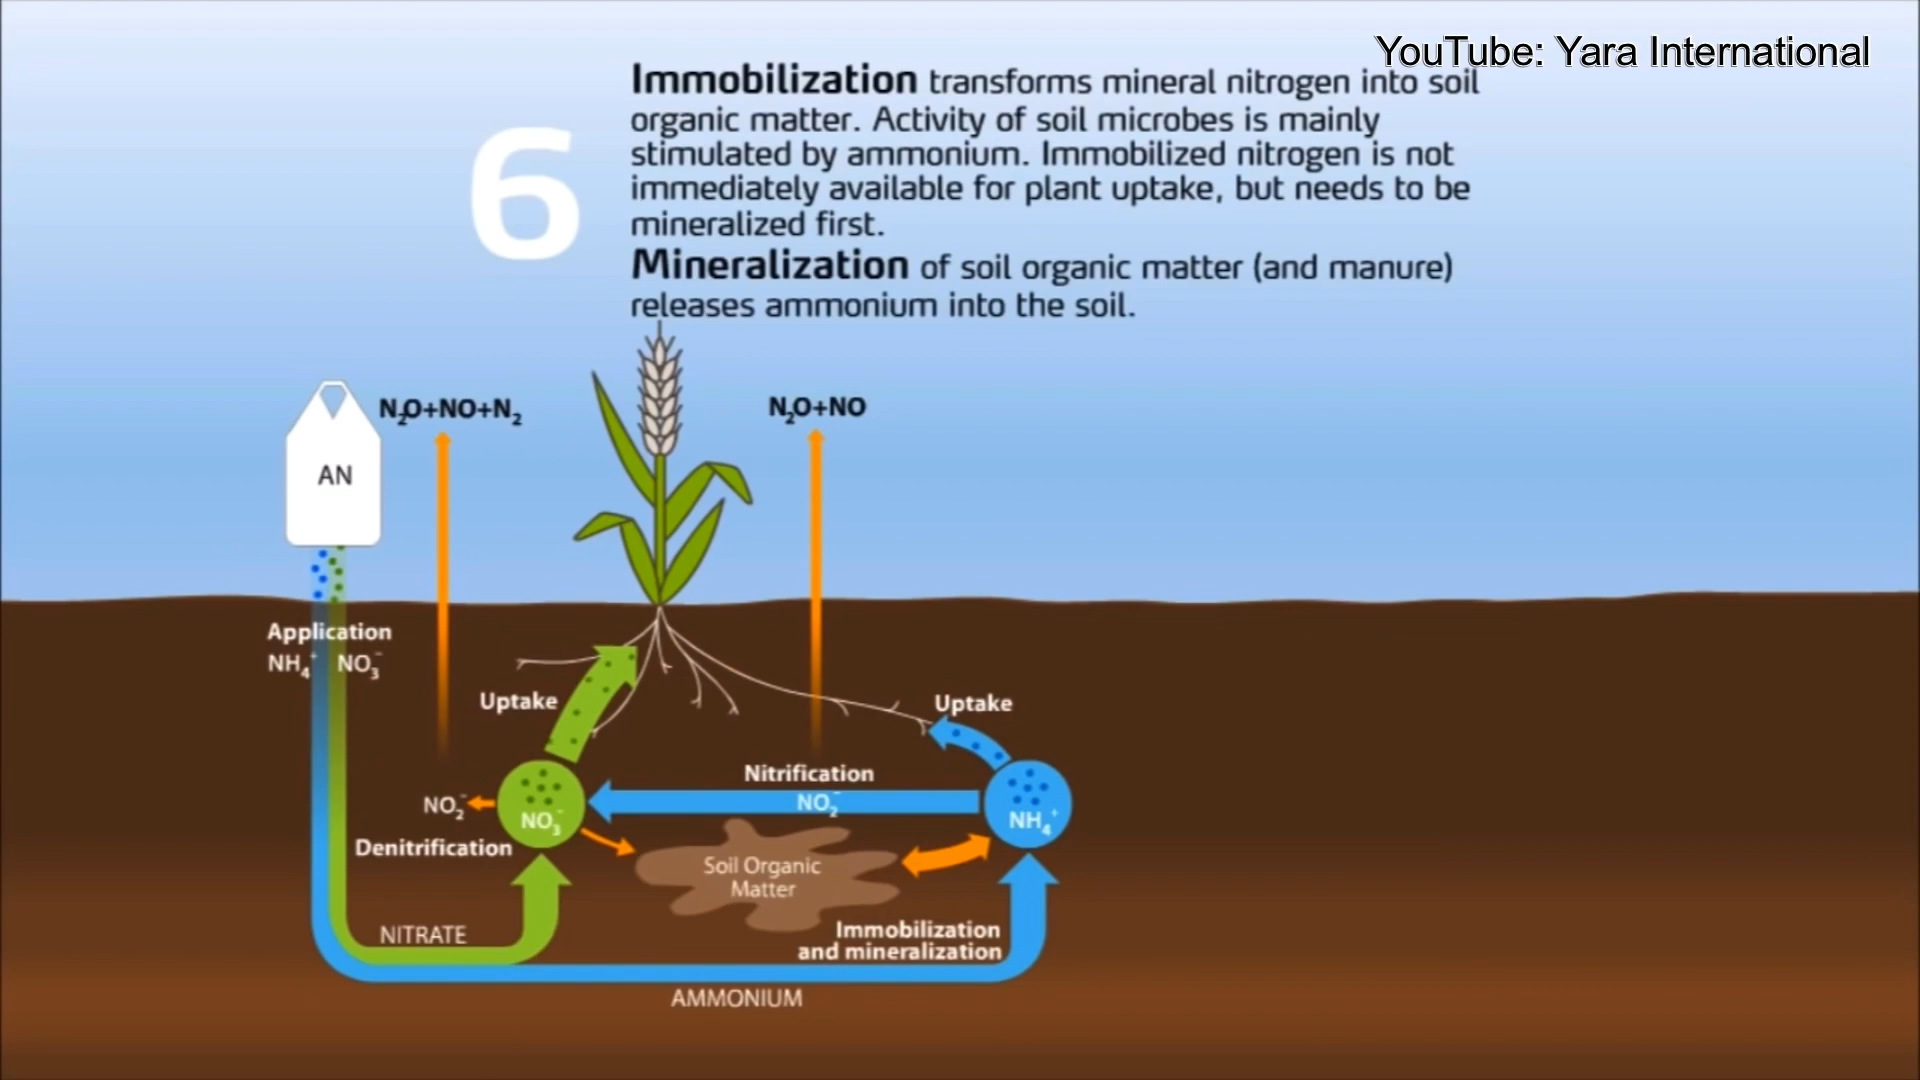 YouTube: Yara International
6
Immobilization transforms mineral nitrogen into soil
organic matter. Activity of soil microbes is mainly
stimulated by ammonium. Immobilized nitrogen is not
immediately available for plant uptake, but needs to be
mineralized first.
Mineralization of soil organic matter (and manure)
releases ammonium into the soil.
N₂O+NO+N₂
N₂O+NO
AN
Application
NH₄⁺ NO₃⁻
Uptake
Uptake
Nitrification
NO₂⁻
NO₂⁻
NO₃⁻
NH₄⁺
Denitrification
Soil Organic
Matter
Immobilization
and mineralization
NITRATE
AMMONIUM